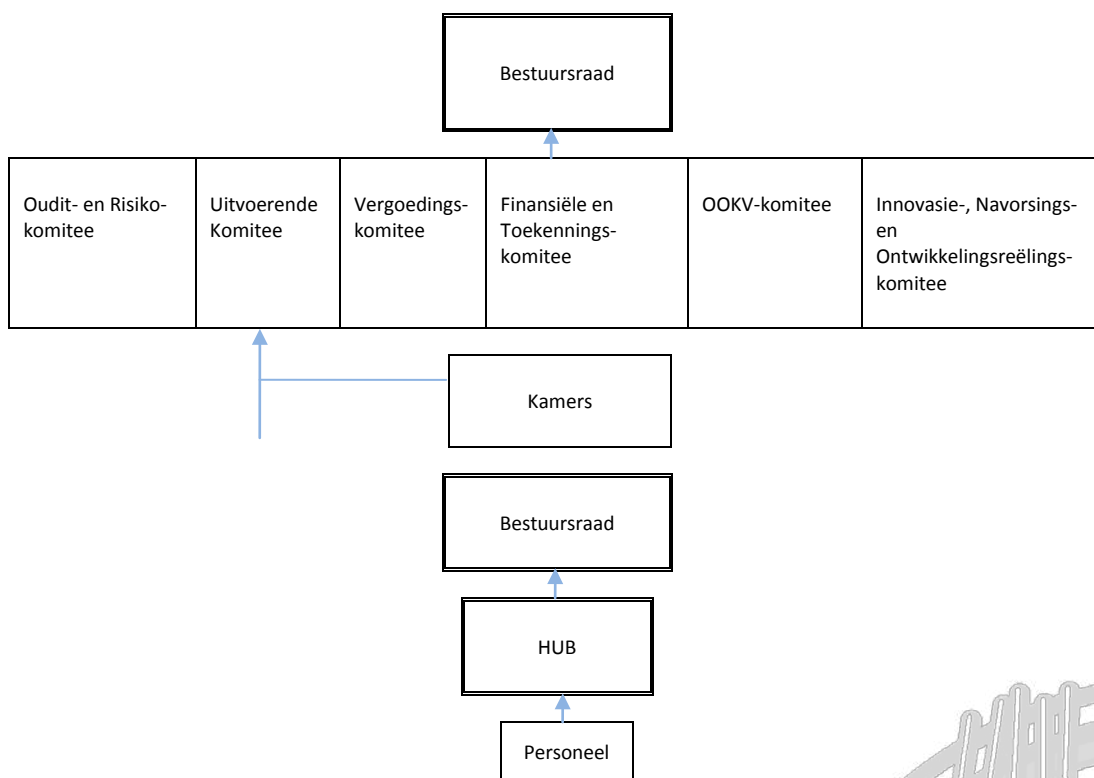 Bestuursraad
Oudit- en Risiko-
komitee
Uitvoerende
Komitee
Vergoedings-
komitee
Finansiële en
Toekennings-
komitee
OOKV-komitee
Innovasie-, Navorsings-
en
Ontwikkelingsreëlings-
komitee
Kamers
Bestuursraad
HUB
Personeel